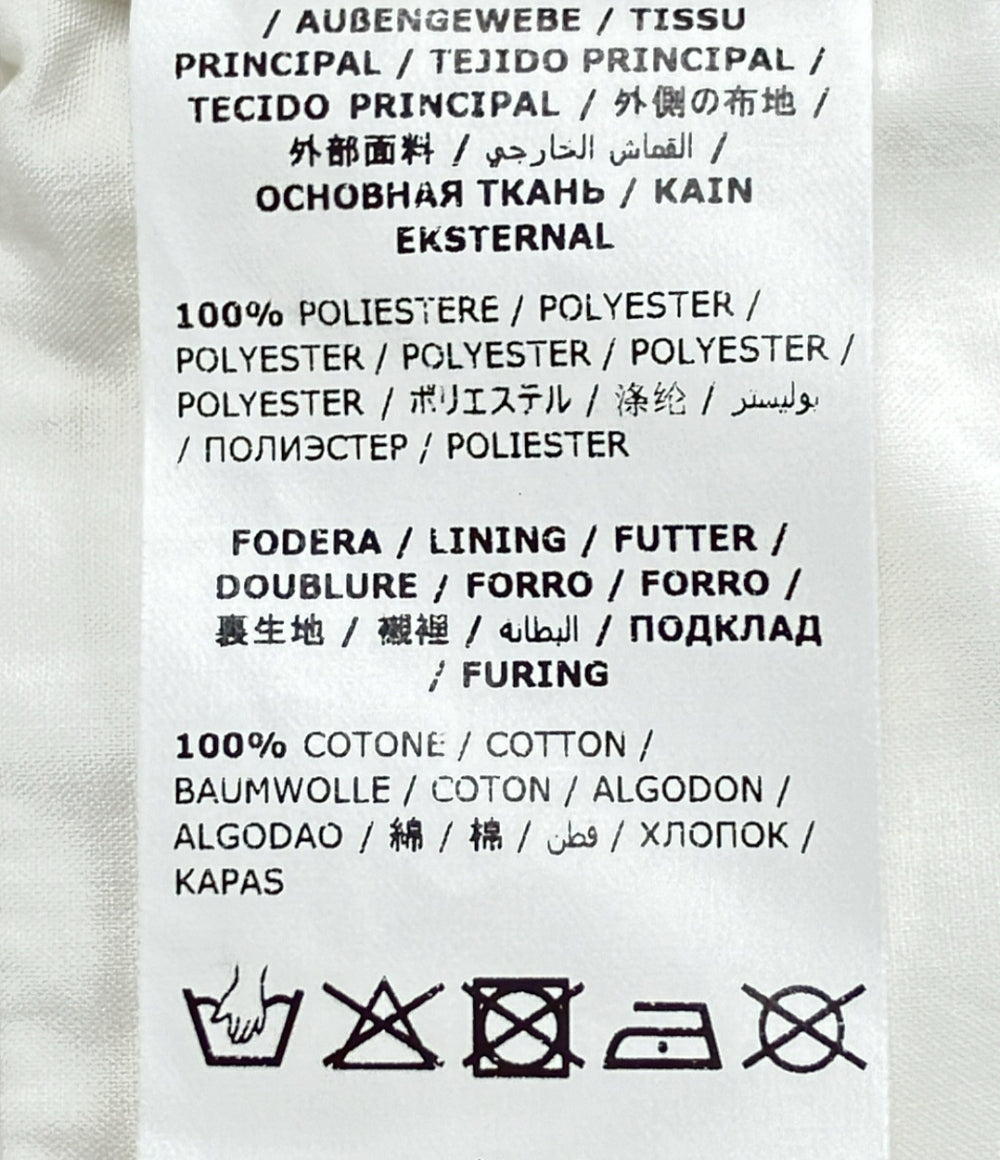 / AUßENGEWEBE / TISSU
PRINCIPAL / TEJIDO PRINCIPAL /
TECIDO PRINCIPAL / 外側の布地 /
外部面料 / القماش الخارجي /
ОСНОВНАЯ ТКАНЬ / KAIN
EKSTERNAL
100% POLIESTERE / POLYESTER /
POLYESTER / POLYESTER / POLYESTER /
POLYESTER / ポリエステル / 涤纶 / بوليستر
/ ПОЛИЭСТЕР / POLIESTER
FODERA / LINING / FUTTER /
DOUBLURE / FORRO / FORRO /
裏生地 / 襯裡 / البطانه / ПОДКЛАД
/ FURING
100% COTONE / COTTON /
BAUMWOLLE / COTON / ALGODON /
ALGODAO / 綿 / 棉 / قطن / ХЛОПОК /
KAPAS